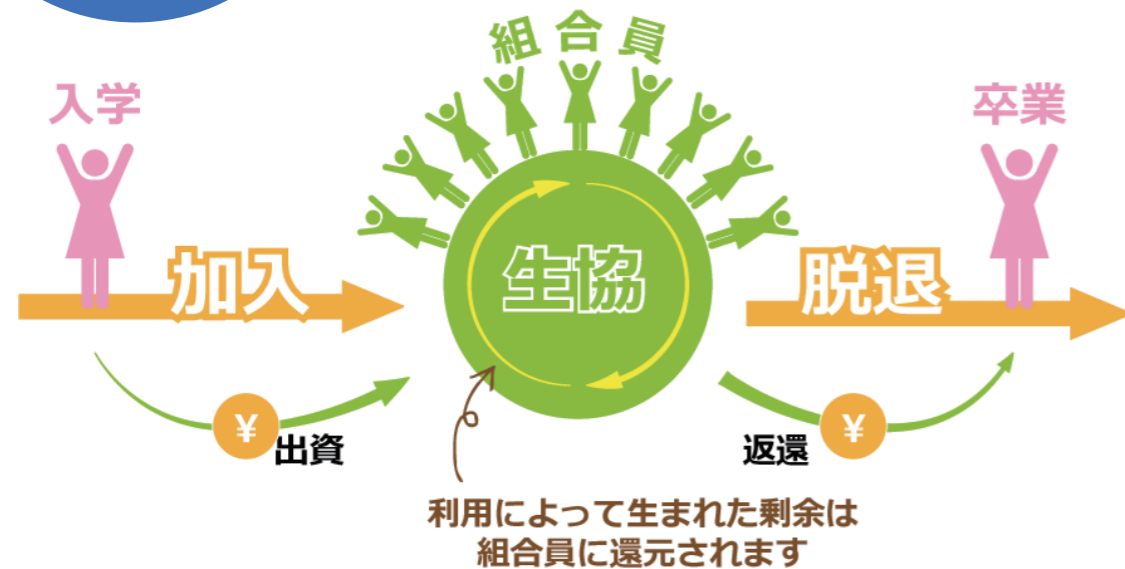 組合員
入学
卒業
加入
生協
脱退
¥
出資
返還
¥
利用によって生まれた剰余は
組合員に還元されます